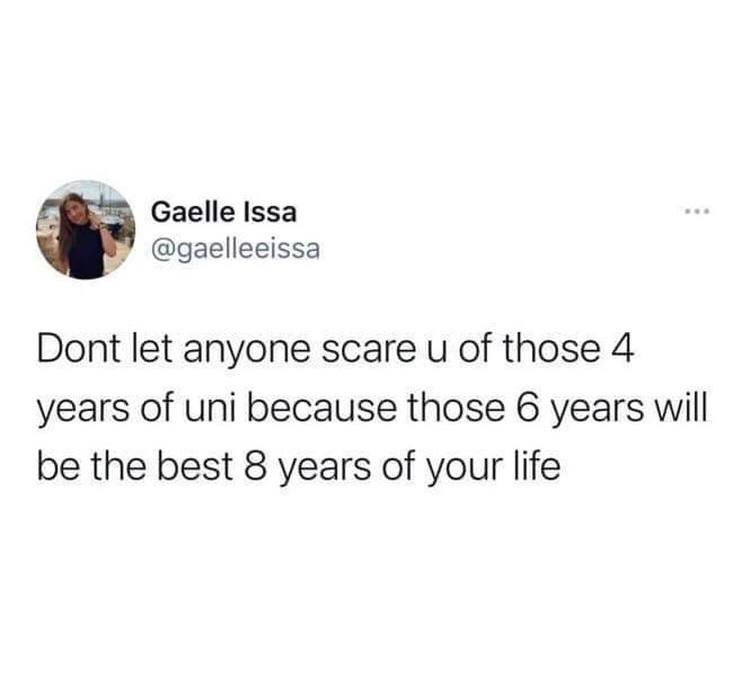 Gaelle Issa
@gaelleeissa
Dont let anyone scare u of those 4
years of uni because those 6 years will
be the best 8 years of your life